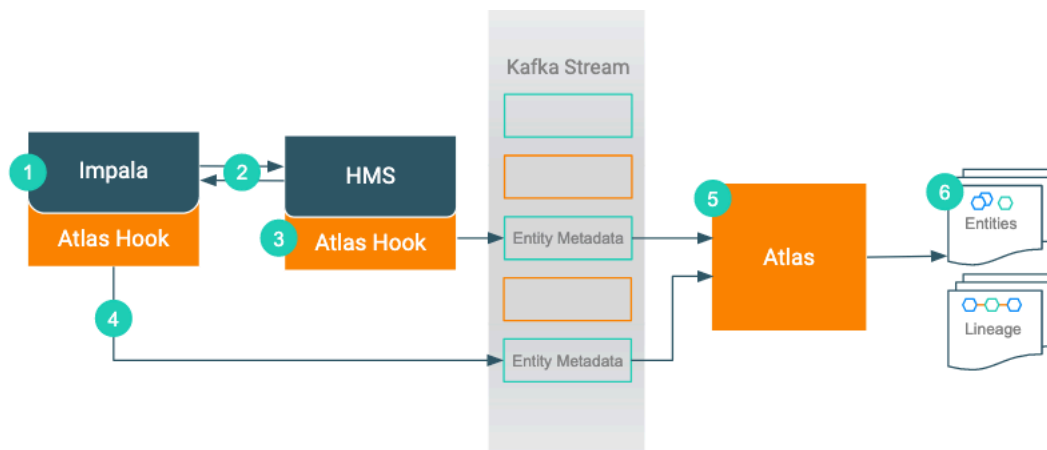 Kafka Stream
1
Impala
Atlas Hook
2
HMS
3
Atlas Hook
Entity Metadata
4
Entity Metadata
5
Atlas
6
Entities
Lineage